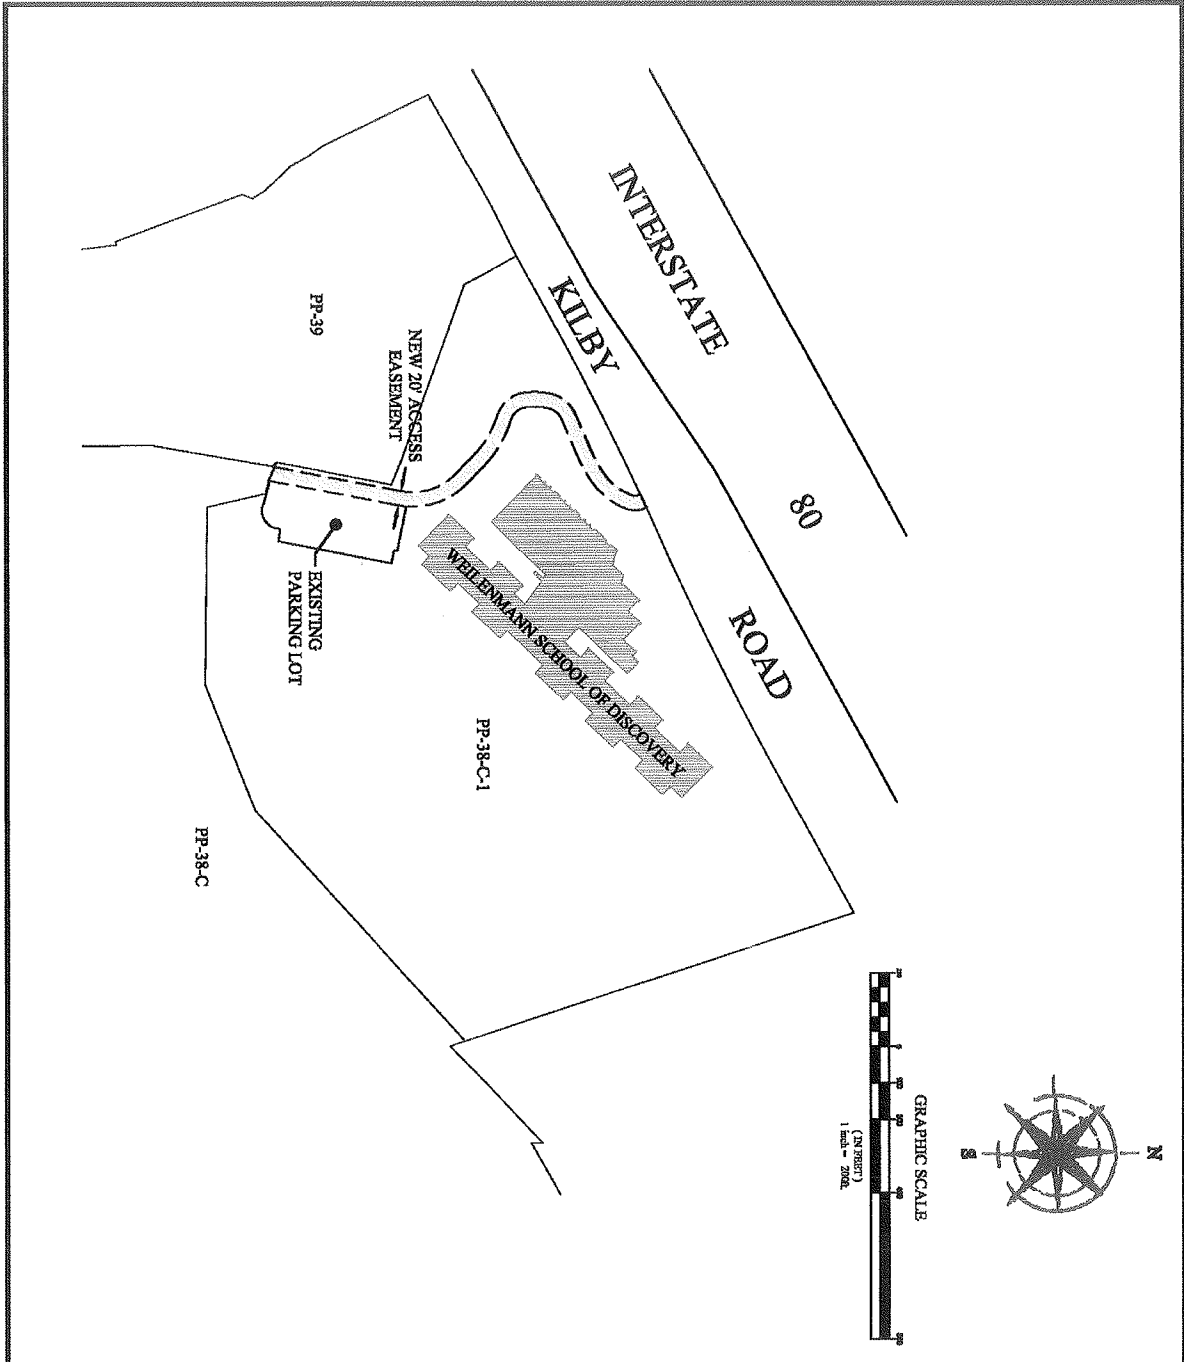 INTERSTATE
80
KILBY
ROAD
PP-39
NEW 20' ACCESS
EASEMENT
EXISTING
PARKING LOT
WEILENMANN SCHOOL OF DISCOVERY
PP-38-C-1
PP-38-C
N
S
GRAPHIC SCALE
( IN FEET )
1 inch = 200ft.